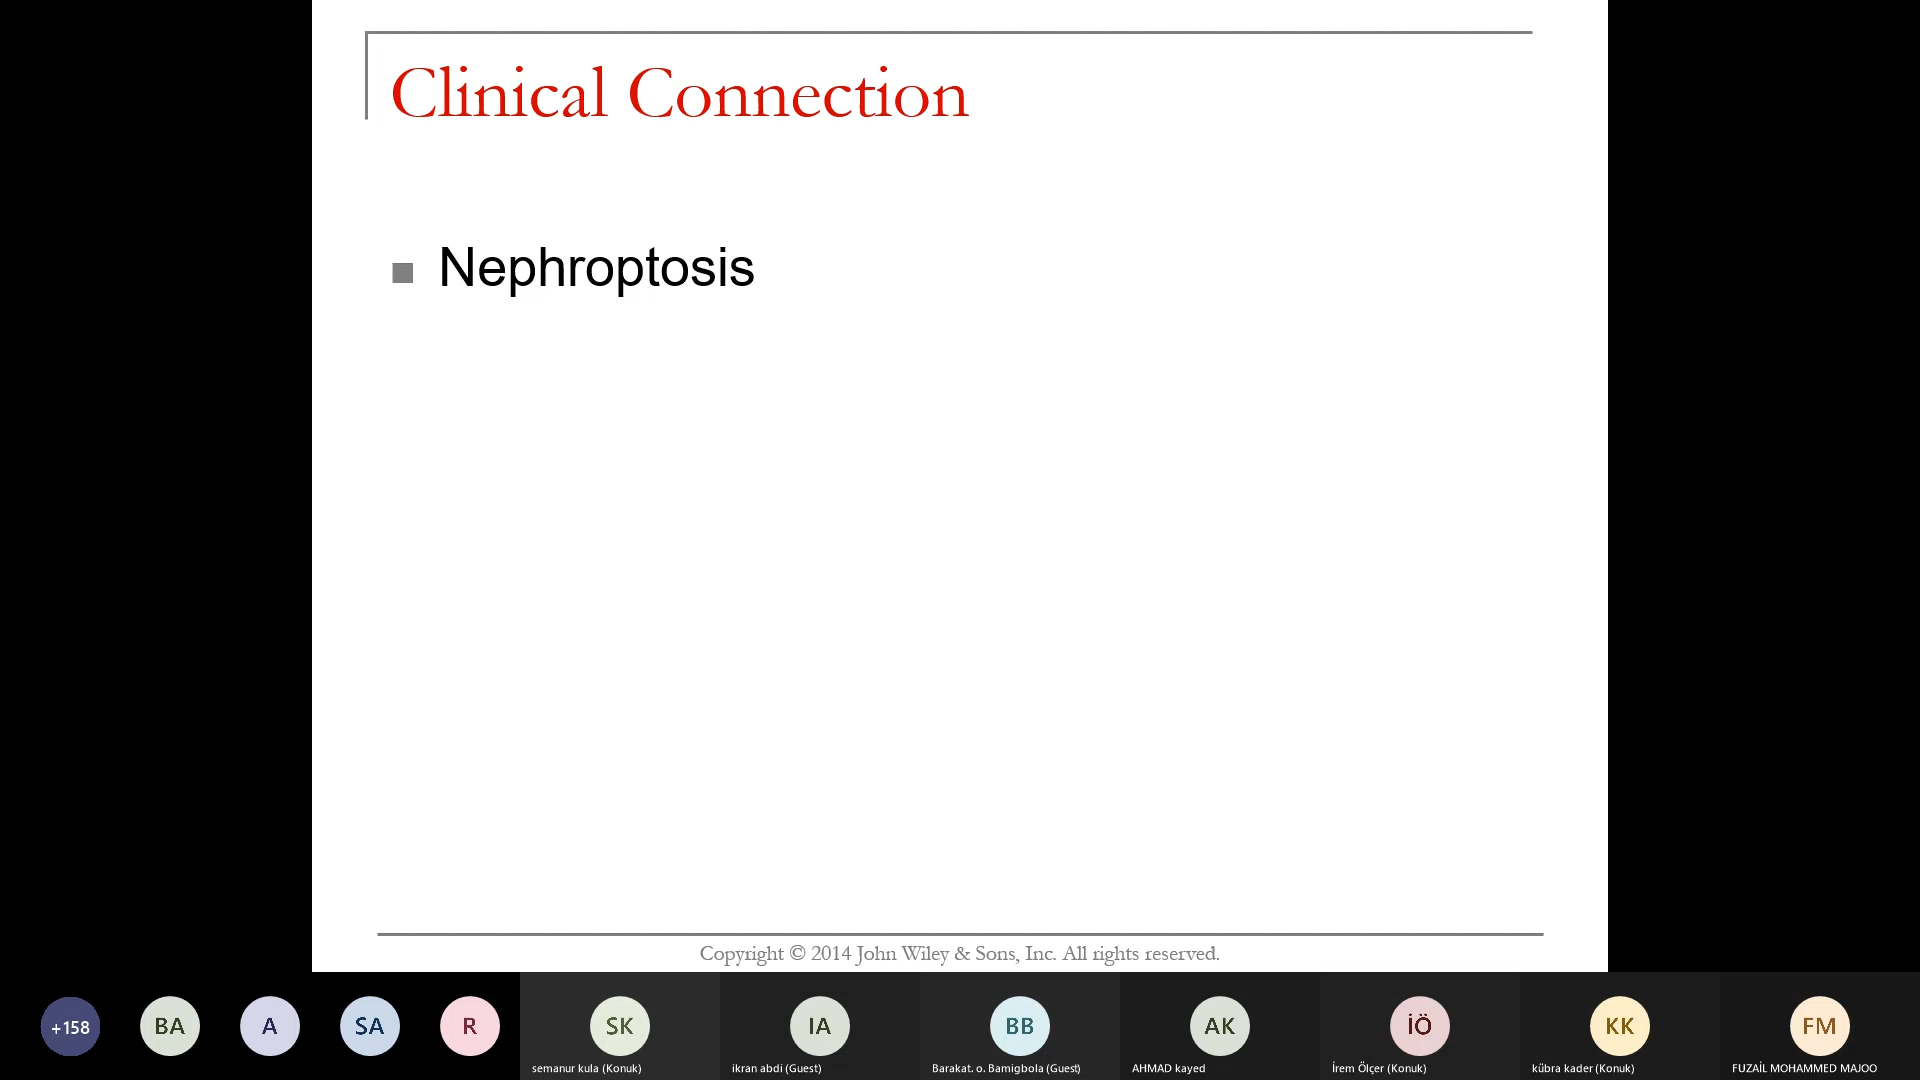 Clinical Connection
Nephroptosis
Copyright © 2014 John Wiley & Sons, Inc. All rights reserved.
+158
BA
A
SA
R
SK
IA
BB
AK
İÖ
KK
FM
semanur kula (Konuk)
ikran abdi (Guest)
Barakat. o. Bamigbola (Guest)
AHMAD kayed
İrem Ölçer (Konuk)
kübra kader (Konuk)
FUZAİL MOHAMMED MAJOO